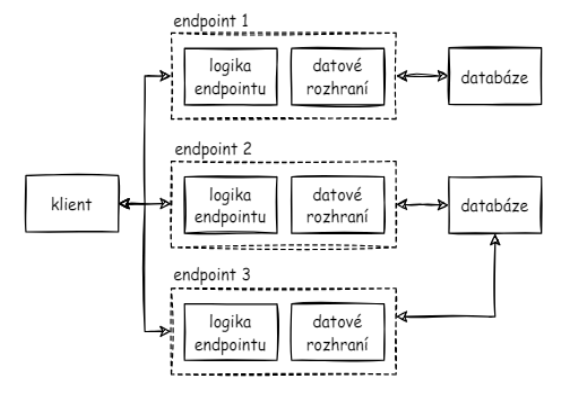 endpoint 1
logika
endpointu
datové
rozhraní
databáze
endpoint 2
klient
logika
endpointu
datové
rozhraní
databáze
endpoint 3
logika
endpointu
datové
rozhraní